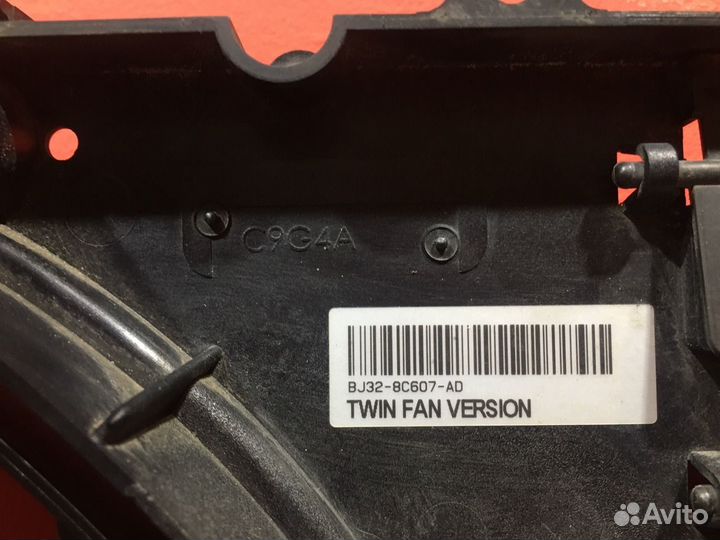 C9G4A
BJ32-8C607-AD
TWIN FAN VERSION
Avito